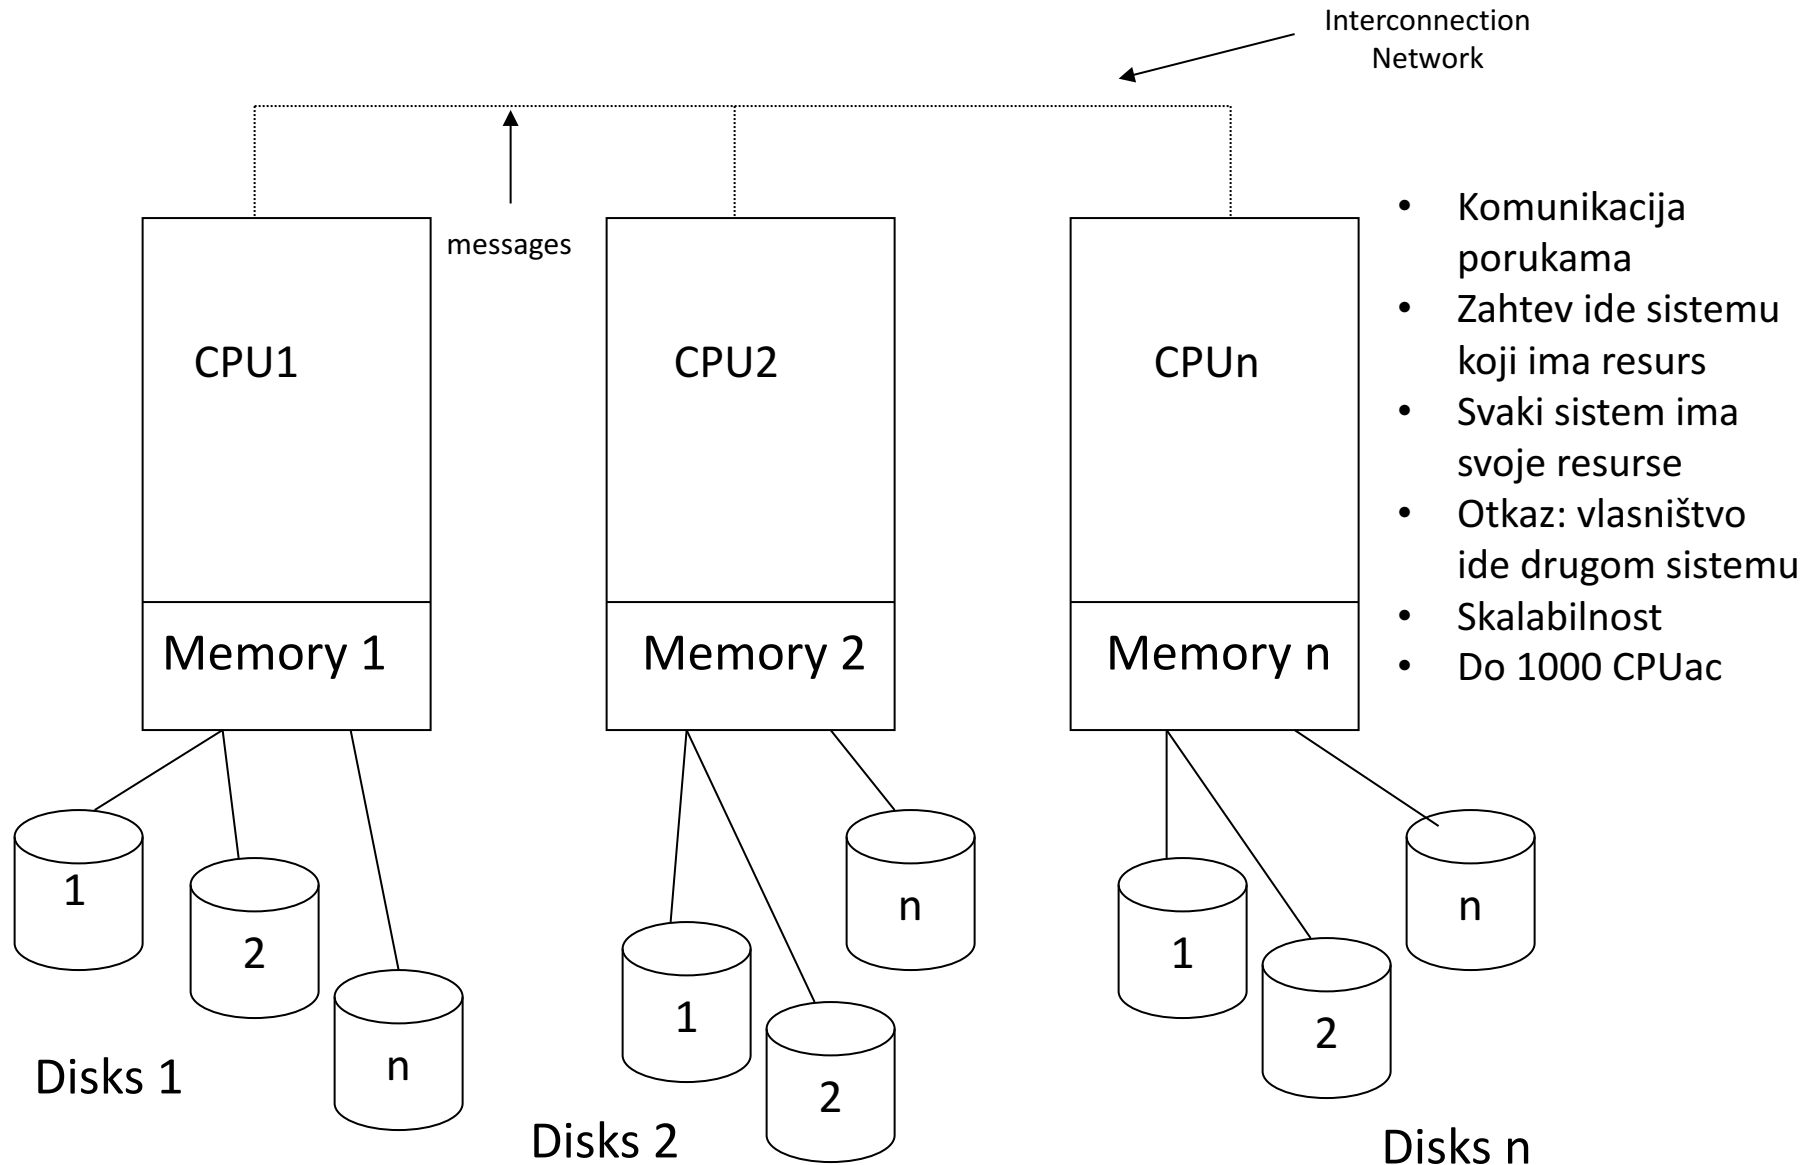 Interconnection
Network
messages
CPU1
CPU2
CPUn
Memory 1
Memory 2
Memory n
• Komunikacija
porukama
• Zahtev ide sistemu
koji ima resurs
• Svaki sistem ima
svoje resurse
• Otkaz: vlasništvo
ide drugom sistemu
• Skalabilnost
• Do 1000 CPUac
1
2
n
Disks 1
1
2
n
Disks 2
1
2
n
Disks n